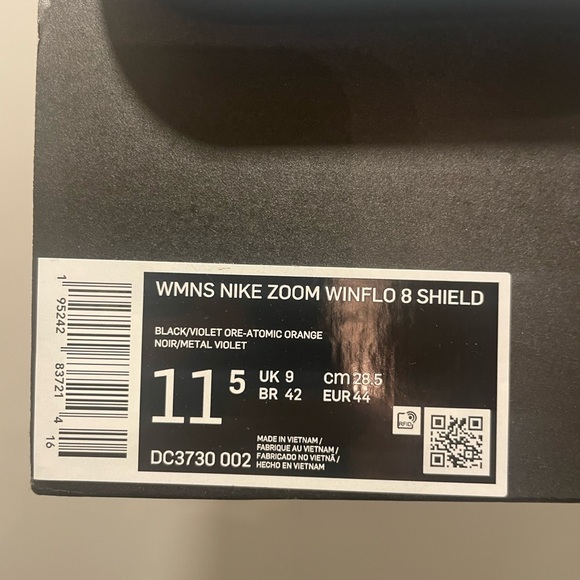 WMNS NIKE ZOOM WINFLO 8 SHIELD
BLACK/VIOLET ORE-ATOMIC ORANGE
NOIR/METAL VIOLET
11 5
UK 9 cm 28.5
BR 42 EUR 44
RFID
DC3730 002
MADE IN VIETNAM /
FABRIQUE AU VIETNAM /
FABRICADO NO VIETNÃ /
HECHO EN VIETNAM
1 95242 83721 4 16